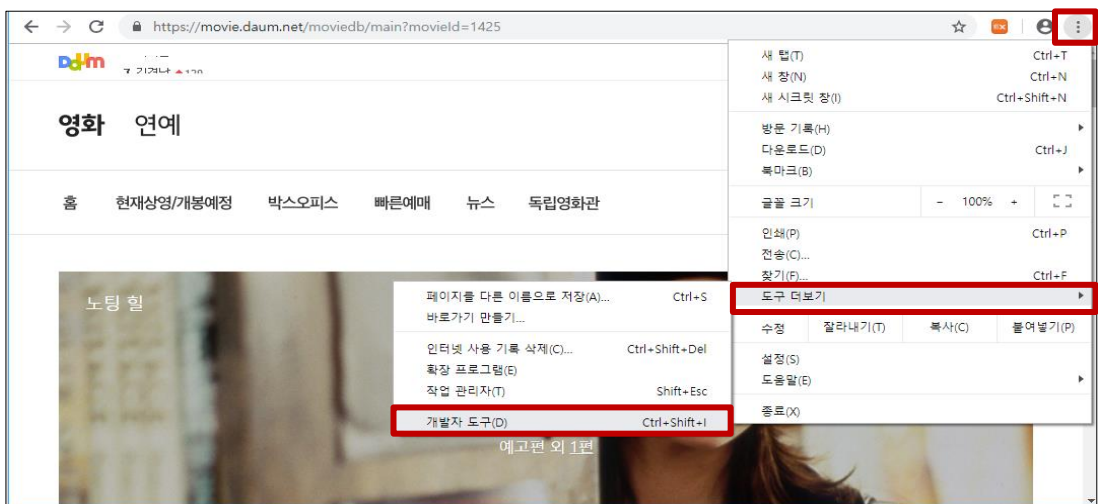 https://movie.daum.net/moviedb/main?movieId=1425
Daum
7 김경남 129
영화 연예
홈 현재상영/개봉예정 박스오피스 빠른예매 뉴스 독립영화관
노팅 힐
예고편 외 1편
새 탭(T) Ctrl+T
새 창(N) Ctrl+N
새 시크릿 창(I) Ctrl+Shift+N
방문 기록(H)
다운로드(D) Ctrl+J
북마크(B)
글꼴 크기 - 100% +
인쇄(P) Ctrl+P
전송(C)...
찾기(F)... Ctrl+F
도구 더보기
수정 잘라내기(T) 복사(C) 붙여넣기(P)
설정(S)
도움말(E)
종료(X)
페이지를 다른 이름으로 저장(A)... Ctrl+S
바로가기 만들기...
인터넷 사용 기록 삭제(C)... Ctrl+Shift+Del
확장 프로그램(E)
작업 관리자(T) Shift+Esc
개발자 도구(D) Ctrl+Shift+I